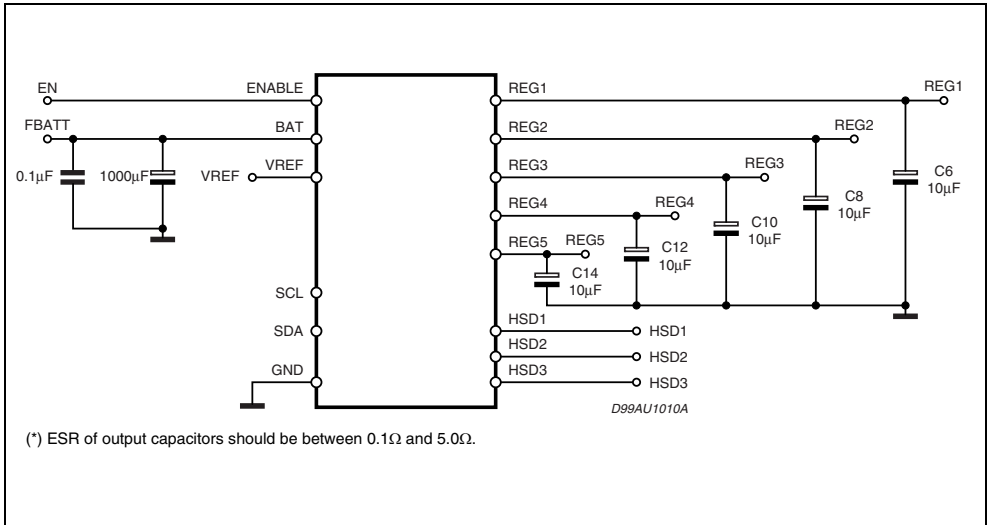 EN
ENABLE
FBATT
BAT
0.1µF
1000µF
VREF
VREF
SCL
SDA
GND
REG1
REG1
REG2
REG2
REG3
REG3
REG4
REG4
REG5
REG5
C6
10µF
C8
10µF
C10
10µF
C12
10µF
C14
10µF
HSD1
HSD1
HSD2
HSD2
HSD3
HSD3
D99AU1010A
(*) ESR of output capacitors should be between 0.1Ω and 5.0Ω.